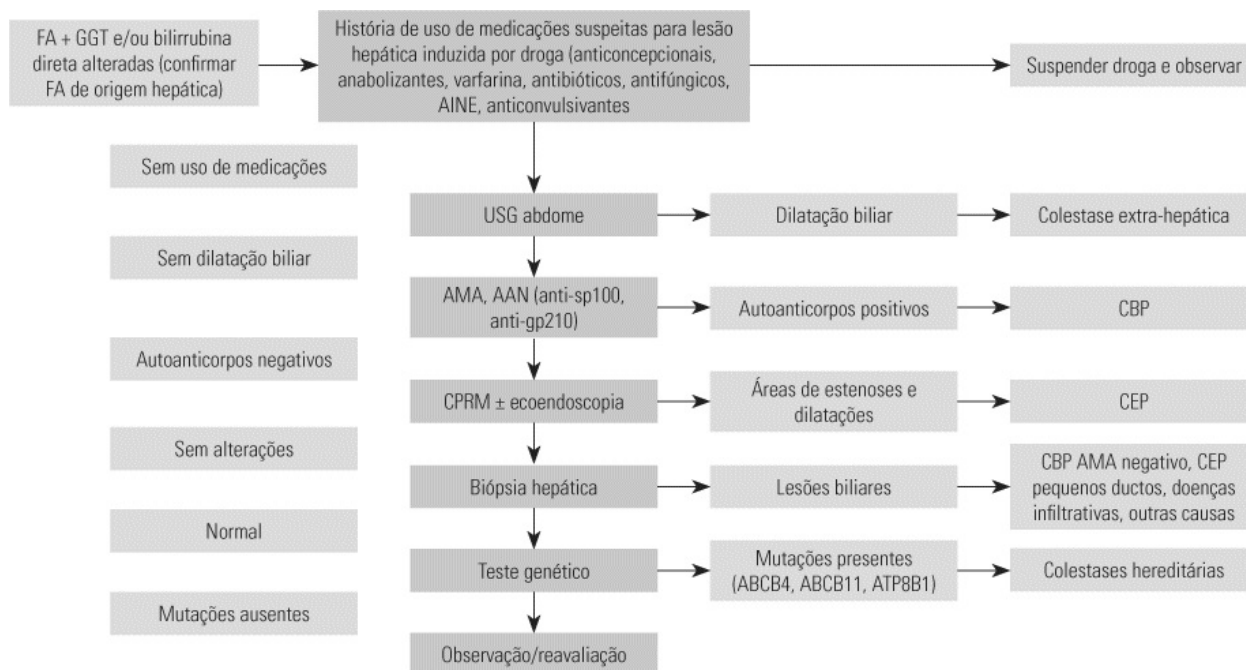 FA + GGT e/ou bilirrubina
direta alteradas (confirmar
FA de origem hepática)
História de uso de medicações suspeitas para lesão
hepática induzida por droga (anticoncepcionais,
anabolizantes, varfarina, antibióticos, antifúngicos,
AINE, anticonvulsivantes
Suspender droga e observar
Sem uso de medicações
USG abdome
Dilatação biliar
Colestase extra-hepática
Sem dilatação biliar
AMA, AAN (anti-sp100,
anti-gp210)
Autoanticorpos positivos
CBP
Autoanticorpos negativos
CPRM ± ecoendoscopia
Áreas de estenoses e
dilatações
CEP
Sem alterações
Biópsia hepática
Lesões biliares
CBP AMA negativo, CEP
pequenos ductos, doenças
infiltrativas, outras causas
Normal
Teste genético
Mutações presentes
(ABCB4, ABCB11, ATP8B1)
Colestases hereditárias
Mutações ausentes
Observação/reavaliação